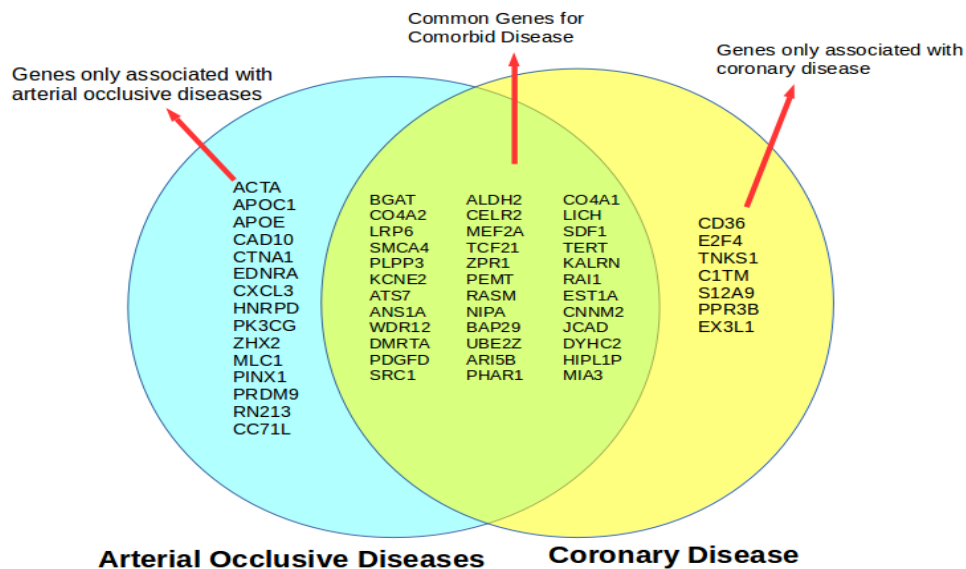 Common Genes for
Comorbid Disease
Genes only associated with
coronary disease
Genes only associated with
arterial occlusive diseases
ACTA
APOC1
APOE
CAD10
CTNA1
EDNRA
CXCL3
HNRPD
PK3CG
ZHX2
MLC1
PINX1
PRDM9
RN213
CC71L
BGAT ALDH2 CO4A1
CO4A2 CELR2 LICH
LRP6 MEF2A SDF1
SMCA4 TCF21 TERT
PLPP3 ZPR1 KALRN
KCNE2 PEMT RAI1
ATS7 RASM EST1A
ANS1A NIPA CNNM2
WDR12 BAP29 JCAD
DMRTA UBE2Z DYHC2
PDGFD ARI5B HIPL1P
SRC1 PHAR1 MIA3
CD36
E2F4
TNKS1
C1TM
S12A9
PPR3B
EX3L1
Arterial Occlusive Diseases
Coronary Disease